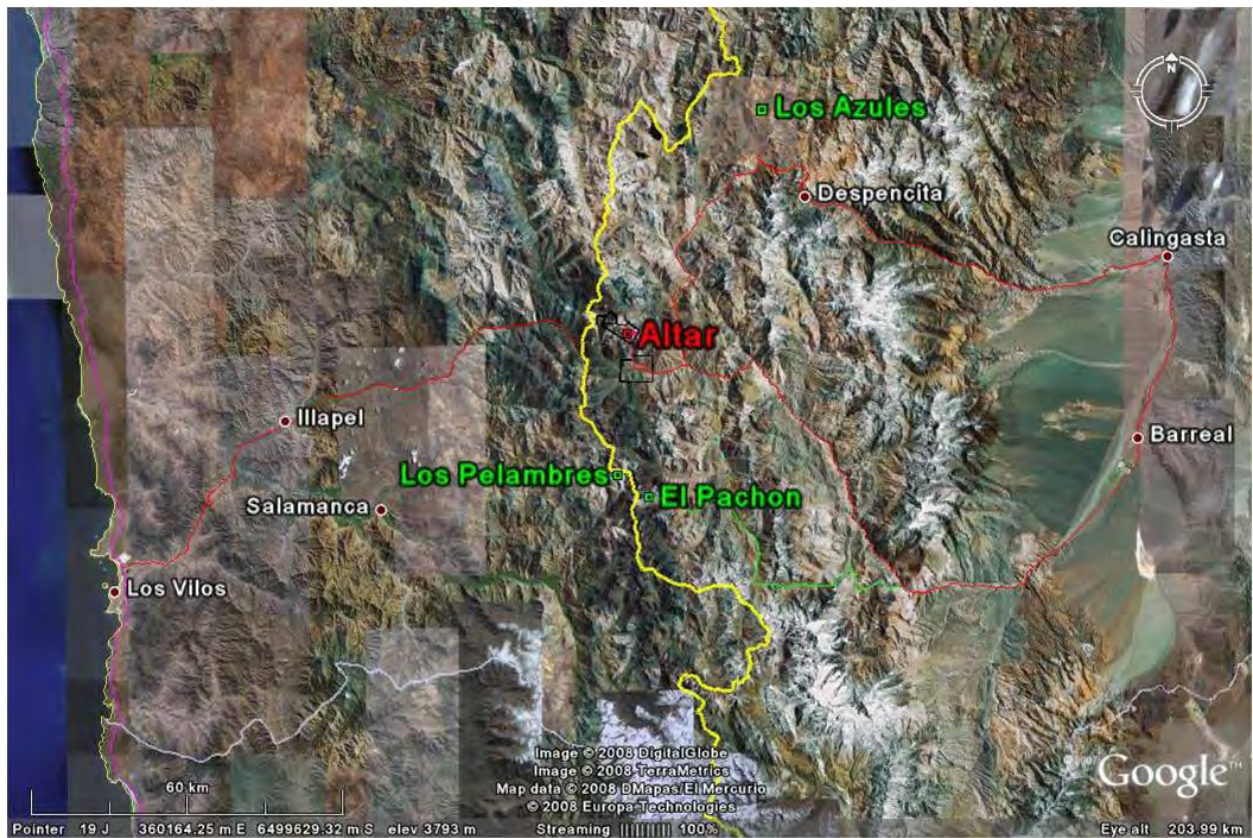 N
Los Azules
Despencita
Calingasta
Altar
Illapel
Barreal
Los Pelambres
El Pachon
Salamanca
Los Vilos
Image © 2008 DigitalGlobe
Image © 2008 TerraMetrics
Map data © 2008 DMapas/El Mercurio
© 2008 Europa Technologies
© 2007 Google™
60 km
Pointer 19 J 360164.25 m E 6499629.32 m S elev 3793 m Streaming 100% Eye alt 203.99 km